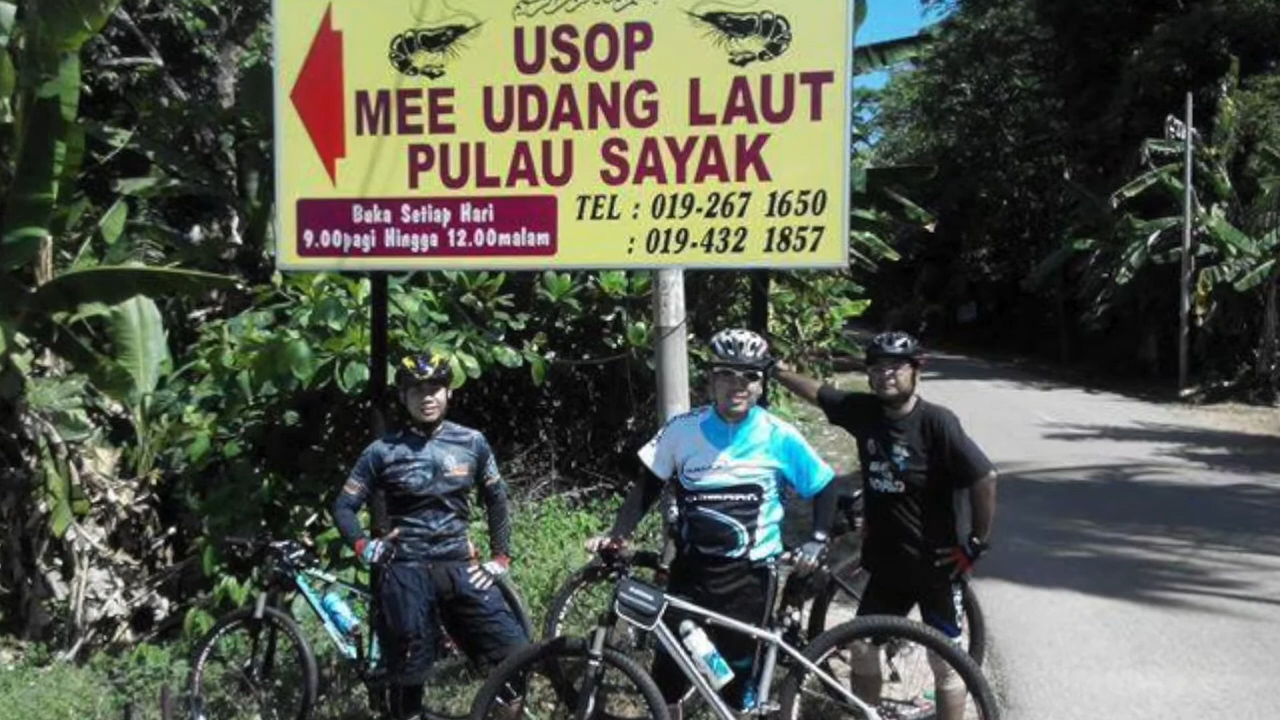 USOP
MEE UDANG LAUT
PULAU SAYAK
Buka Setiap Hari
9.00pagi Hingga 12.00malam
TEL : 019-267 1650
: 019-432 1857
SHIMANO